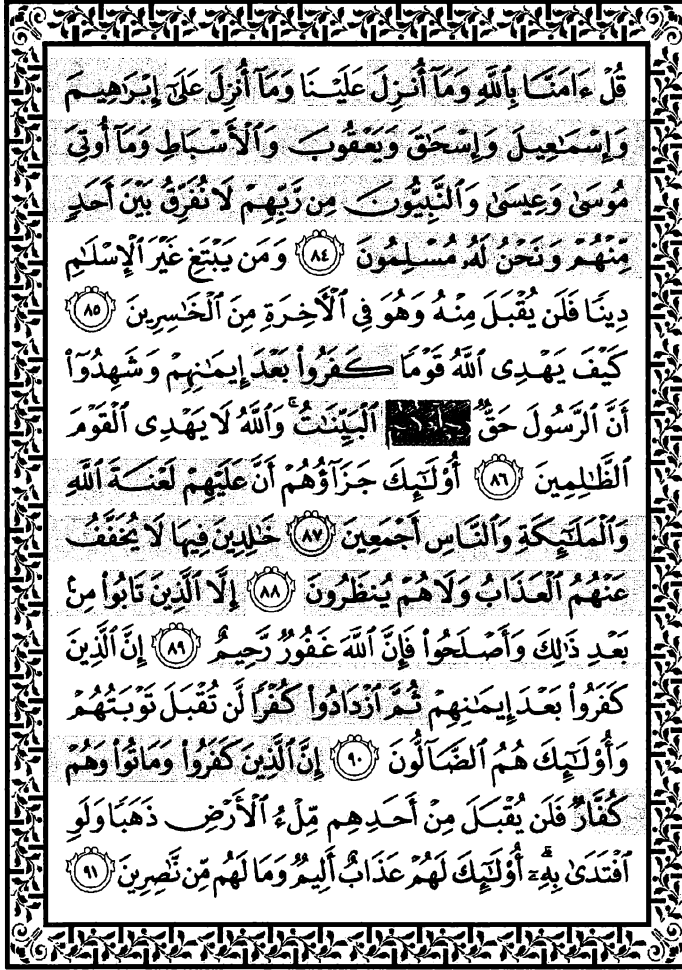 قُلْ ءَامَنَّا بِٱللَّهِ وَمَآ أُنزِلَ عَلَيْنَا وَمَآ أُنزِلَ عَلَىٰٓ إِبْرَٰهِيمَ
وَإِسْمَٰعِيلَ وَإِسْحَٰقَ وَيَعْقُوبَ وَٱلْأَسْبَاطِ وَمَآ أُوتِىَ
مُوسَىٰ وَعِيسَىٰ وَٱلنَّبِيُّونَ مِن رَّبِّهِمْ لَا نُفَرِّقُ بَيْنَ أَحَدٍ
مِّنْهُمْ وَنَحْنُ لَهُۥ مُسْلِمُونَ ٨٤ وَمَن يَبْتَغِ غَيْرَ ٱلْإِسْلَٰمِ
دِينًا فَلَن يُقْبَلَ مِنْهُ وَهُوَ فِى ٱلْأَخِرَةِ مِنَ ٱلْخَٰسِرِينَ ٨٥
كَيْفَ يَهْدِى ٱللَّهُ قَوْمًا كَفَرُوا۟ بَعْدَ إِيمَٰنِهِمْ وَشَهِدُوٓا۟
أَنَّ ٱلرَّسُولَ حَقٌّ ٱلْبَيِّنَٰتُ ۚ وَٱللَّهُ لَا يَهْدِى ٱلْقَوْمَ
ٱلظَّٰلِمِينَ ٨٦ أُو۟لَٰٓئِكَ جَزَآؤُهُمْ أَنَّ عَلَيْهِمْ لَعْنَةَ ٱللَّهِ
وَٱلْمَلَٰٓئِكَةِ وَٱلنَّاسِ أَجْمَعِينَ ٨٧ خَٰلِدِينَ فِيهَا لَا يُخَفَّفُ
عَنْهُمُ ٱلْعَذَابُ وَلَا هُمْ يُنظَرُونَ ٨٨ إِلَّا ٱلَّذِينَ تَابُوا۟ مِنۢ
بَعْدِ ذَٰلِكَ وَأَصْلَحُوا۟ فَإِنَّ ٱللَّهَ غَفُورٌ رَّحِيمٌ ٨٩ إِنَّ ٱلَّذِينَ
كَفَرُوا۟ بَعْدَ إِيمَٰنِهِمْ ثُمَّ ٱزْدَادُوا۟ كُفْرًا لَّن تُقْبَلَ تَوْبَتُهُمْ
وَأُو۟لَٰٓئِكَ هُمُ ٱلضَّآلُّونَ ٩٠ إِنَّ ٱلَّذِينَ كَفَرُوا۟ وَمَاتُوا۟ وَهُمْ
كُفَّارٌ فَلَن يُقْبَلَ مِنْ أَحَدِهِم مِّلْءُ ٱلْأَرْضِ ذَهَبًا وَلَوِ
ٱفْتَدَىٰ بِهِۦٓ ۗ أُو۟لَٰٓئِكَ لَهُمْ عَذَابٌ أَلِيمٌ وَمَا لَهُم مِّن نَّٰصِرِينَ ٩١